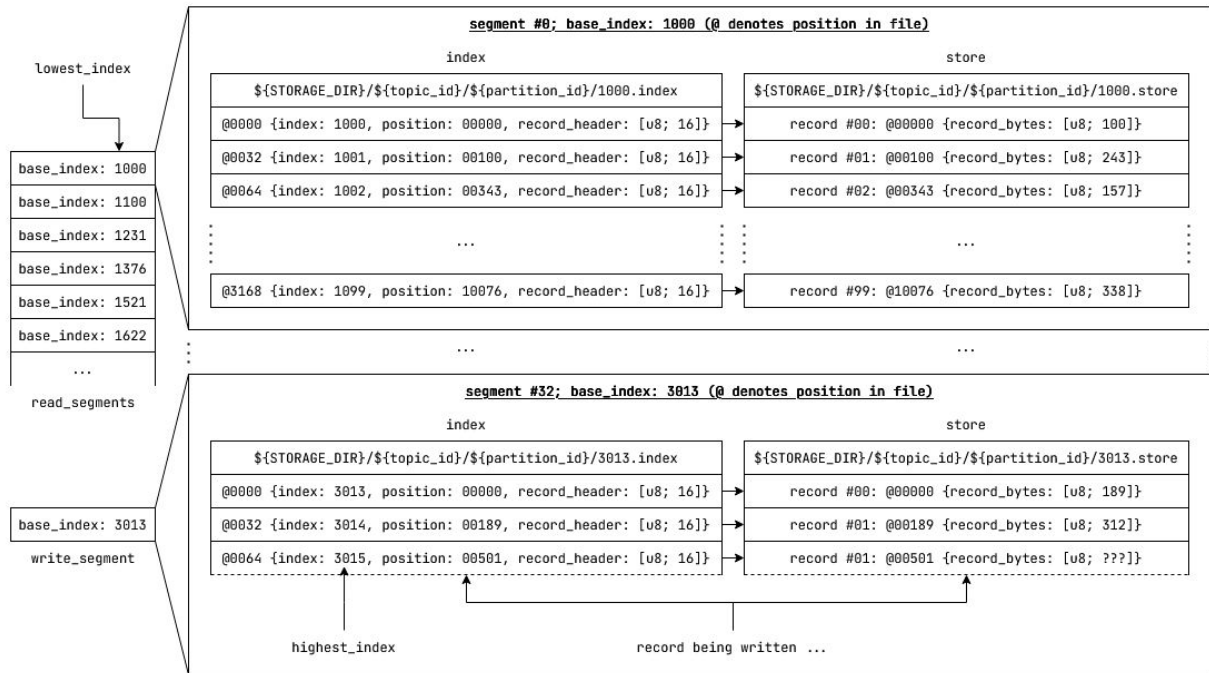 segment #0; base_index: 1000 (@ denotes position in file)
lowest_index
index
store
${STORAGE_DIR}/${topic_id}/${partition_id}/1000.index
${STORAGE_DIR}/${topic_id}/${partition_id}/1000.store
@0000 {index: 1000, position: 00000, record_header: [u8; 16]}
record #00: @00000 {record_bytes: [u8; 100]}
@0032 {index: 1001, position: 00100, record_header: [u8; 16]}
record #01: @00100 {record_bytes: [u8; 243]}
@0064 {index: 1002, position: 00343, record_header: [u8; 16]}
record #02: @00343 {record_bytes: [u8; 157]}
...
...
@3168 {index: 1099, position: 10076, record_header: [u8; 16]}
record #99: @10076 {record_bytes: [u8; 338]}
base_index: 1000
base_index: 1100
base_index: 1231
base_index: 1376
base_index: 1521
base_index: 1622
...
read_segments
...
...
segment #32; base_index: 3013 (@ denotes position in file)
index
store
${STORAGE_DIR}/${topic_id}/${partition_id}/3013.index
${STORAGE_DIR}/${topic_id}/${partition_id}/3013.store
@0000 {index: 3013, position: 00000, record_header: [u8; 16]}
record #00: @00000 {record_bytes: [u8; 189]}
@0032 {index: 3014, position: 00189, record_header: [u8; 16]}
record #01: @00189 {record_bytes: [u8; 312]}
@0064 {index: 3015, position: 00501, record_header: [u8; 16]}
record #01: @00501 {record_bytes: [u8; ???]}
base_index: 3013
write_segment
highest_index
record being written ...